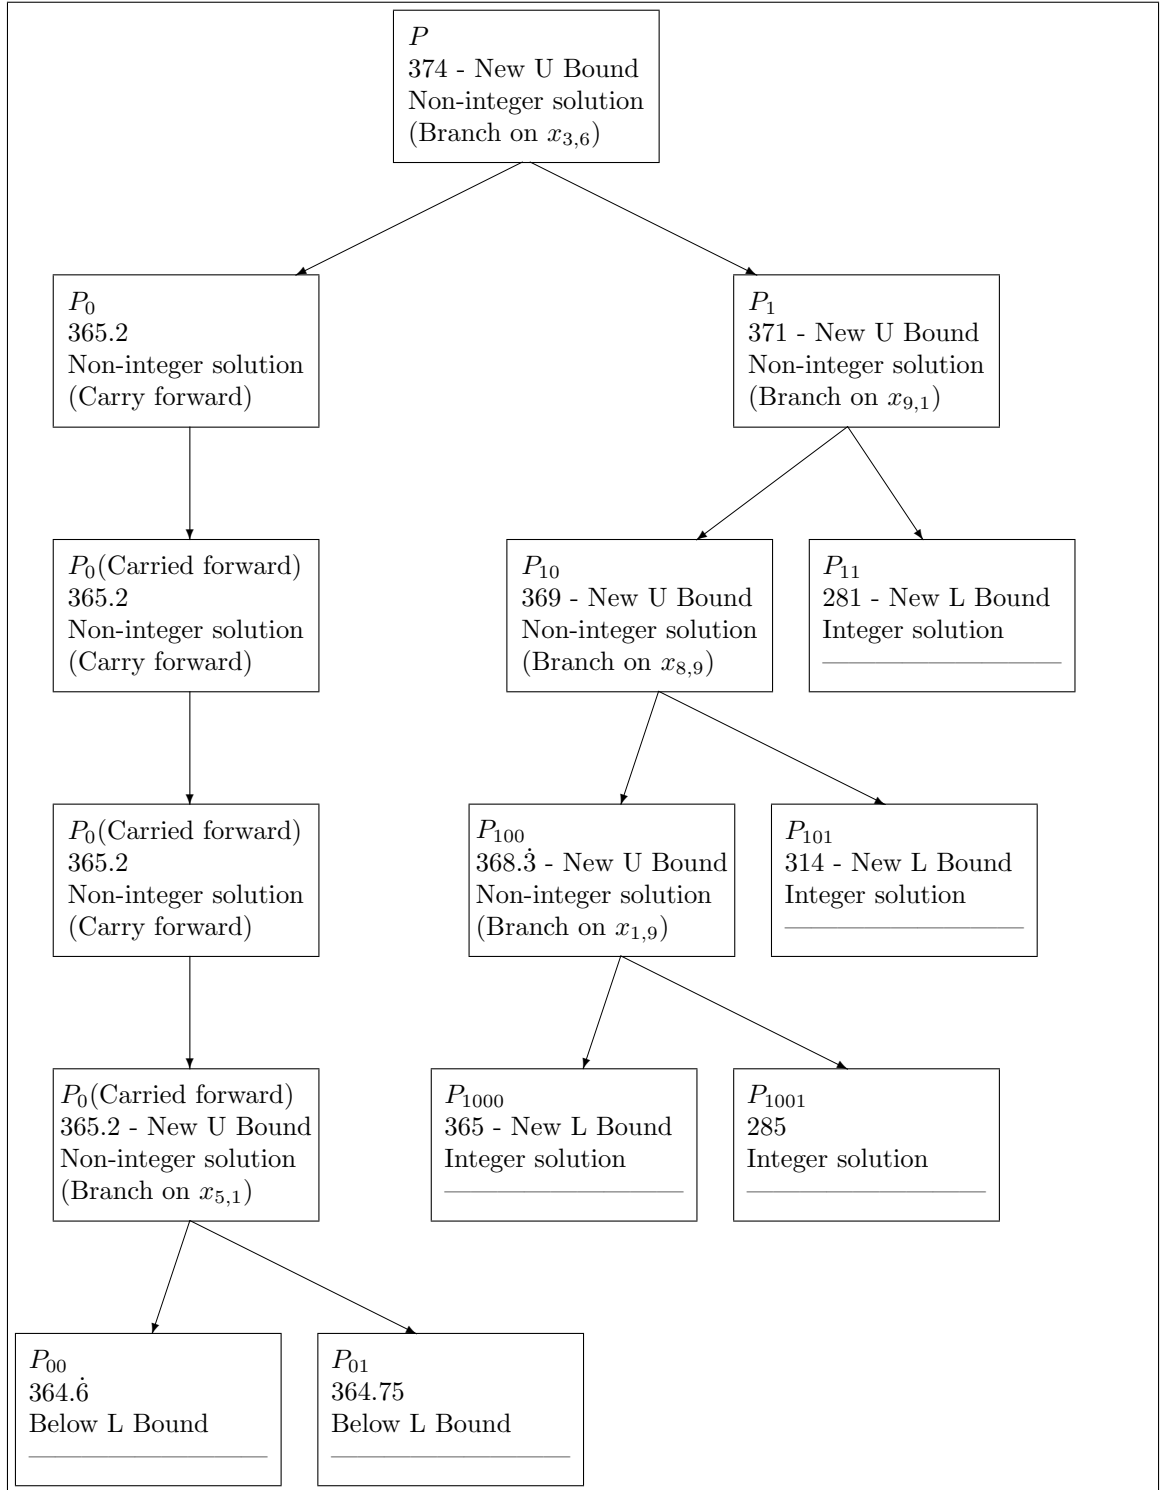 P
374 - New U Bound
Non-integer solution
(Branch on x₃,₆)
P₀
365.2
Non-integer solution
(Carry forward)
P₁
371 - New U Bound
Non-integer solution
(Branch on x₉,₁)
P₀(Carried forward)
365.2
Non-integer solution
(Carry forward)
P₁₀
369 - New U Bound
Non-integer solution
(Branch on x₈,₉)
P₁₁
281 - New L Bound
Integer solution
P₀(Carried forward)
365.2
Non-integer solution
(Carry forward)
P₁₀₀
368.3̇ - New U Bound
Non-integer solution
(Branch on x₁,₉)
P₁₀₁
314 - New L Bound
Integer solution
P₀(Carried forward)
365.2 - New U Bound
Non-integer solution
(Branch on x₅,₁)
P₁₀₀₀
365 - New L Bound
Integer solution
P₁₀₀₁
285
Integer solution
P₀₀
364.6̇
Below L Bound
P₀₁
364.75
Below L Bound